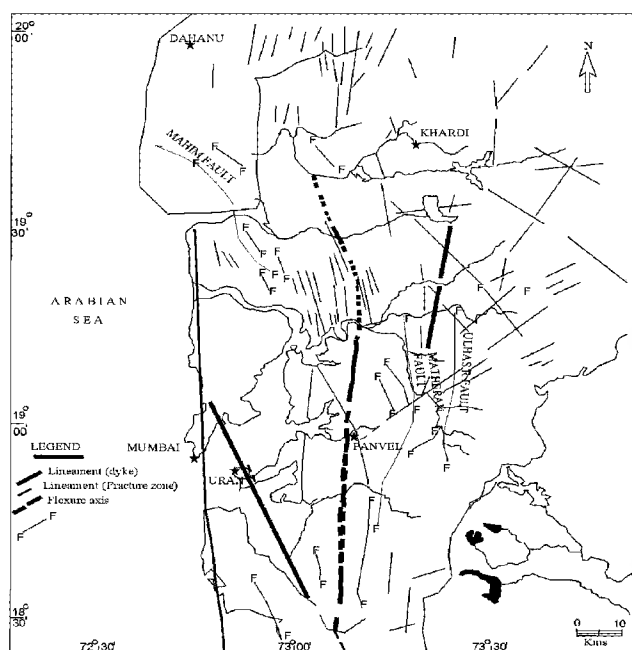 20° 00'
DAHANU
N
MAHIM FAULT
F
F
F
F
F
KHARDI
19° 30'
F
F
F
F
F
F
F
F
ARABIAN
SEA
F
F
MATHERAN
FAULT
ULHAS FAULT
F
F
F
F
19° 00'
LEGEND
Lineament (dyke)
Lineament (Fracture zone)
Flexure axis
F
F
MUMBAI
URAN
PANVEL
F
F
F
F
F
F
F
F
18° 30'
72° 30'
73° 00'
73° 30'
0 10
Kms